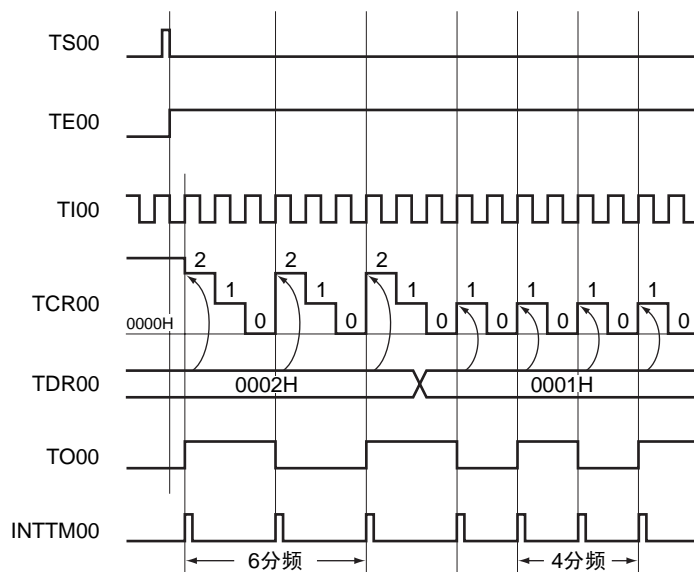 TS00
TE00
TI00
TCR00
2 2 2
1 1 1 1 1 1 1
0 0 0 0 0 0
0000H
TDR00
0002H 0001H
TO00
INTTM00
6分频 4分频